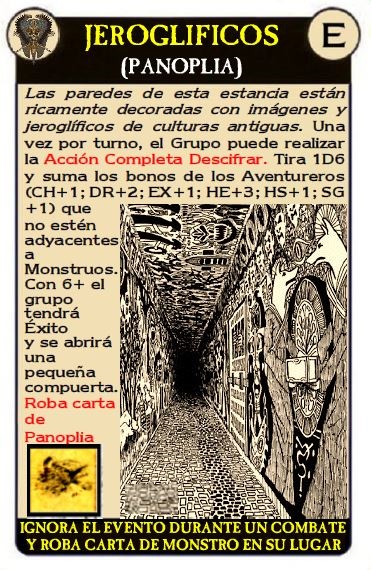 JEROGLIFICOS
E
(PANOPLIA)
Las paredes de esta estancia están
ricamente decoradas con imágenes y
jeroglíficos de culturas antiguas. Una
vez por turno, el Grupo puede realizar
la Acción Completa Descifrar. Tira 1D6
y suma los bonos de los Aventureros
(CH+1; DR+2; EX+1; HE+3; HS+1; SG
+1) que
no estén
adyacentes
a
Monstruos.
Con 6+ el
grupo
tendrá
Éxito
y se abrirá
una
pequeña
compuerta.
Roba carta
de
Panoplia
IGNORA EL EVENTO DURANTE UN COMBATE
Y ROBA CARTA DE MONSTRO EN SU LUGAR